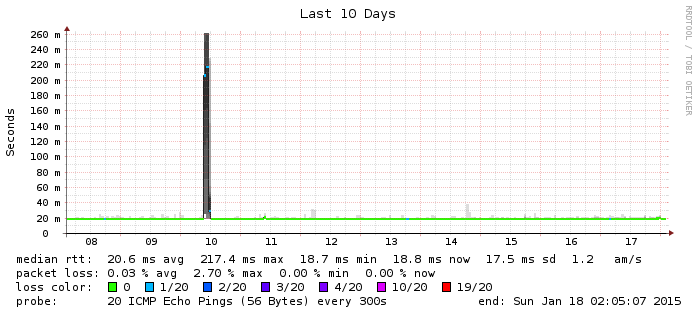 Last 10 Days
RRDTOOL / TOBI OETIKER
Seconds
260 m
240 m
220 m
200 m
180 m
160 m
140 m
120 m
100 m
80 m
60 m
40 m
20 m
0
08 09 10 11 12 13 14 15 16 17
median rtt: 20.6 ms avg 217.4 ms max 18.7 ms min 18.8 ms now 17.5 ms sd 1.2 am/s
packet loss: 0.03 % avg 2.70 % max 0.00 % min 0.00 % now
loss color: 0 1/20 2/20 3/20 4/20 10/20 19/20
probe: 20 ICMP Echo Pings (56 Bytes) every 300s end: Sun Jan 18 02:05:07 2015